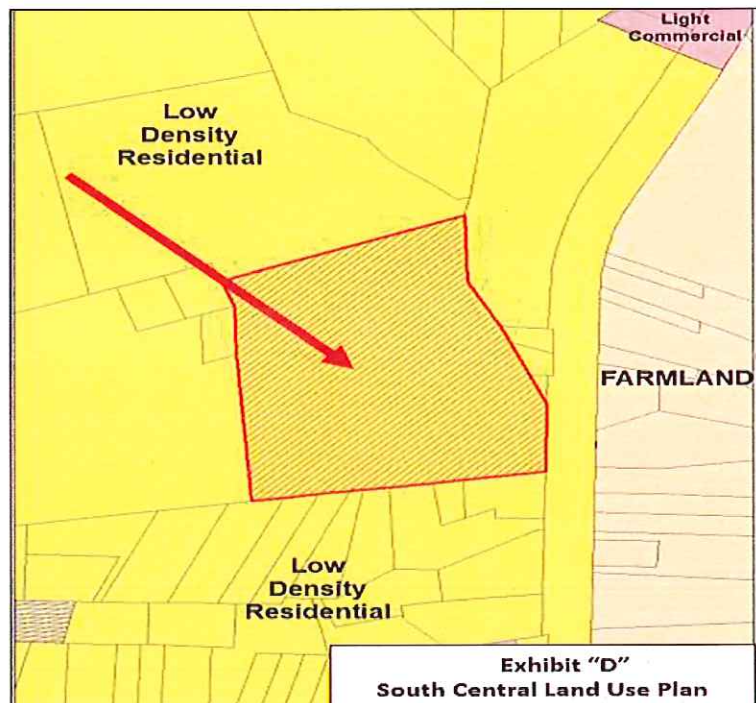 Light
Commercial
Low
Density
Residential
FARMLAND
Low
Density
Residential
Exhibit "D"
South Central Land Use Plan